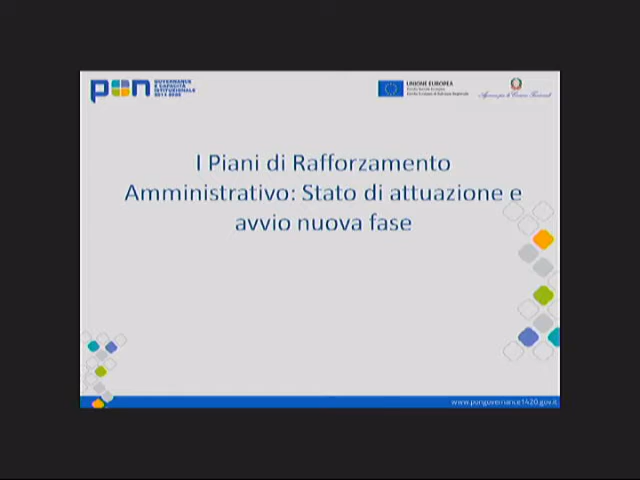 pon
GOVERNANCE
E CAPACITÀ
ISTITUZIONALE
2014-2020
UNIONE EUROPEA
I Piani di Rafforzamento
Amministrativo: Stato di attuazione e
avvio nuova fase
www.pongovernance1420.gov.it